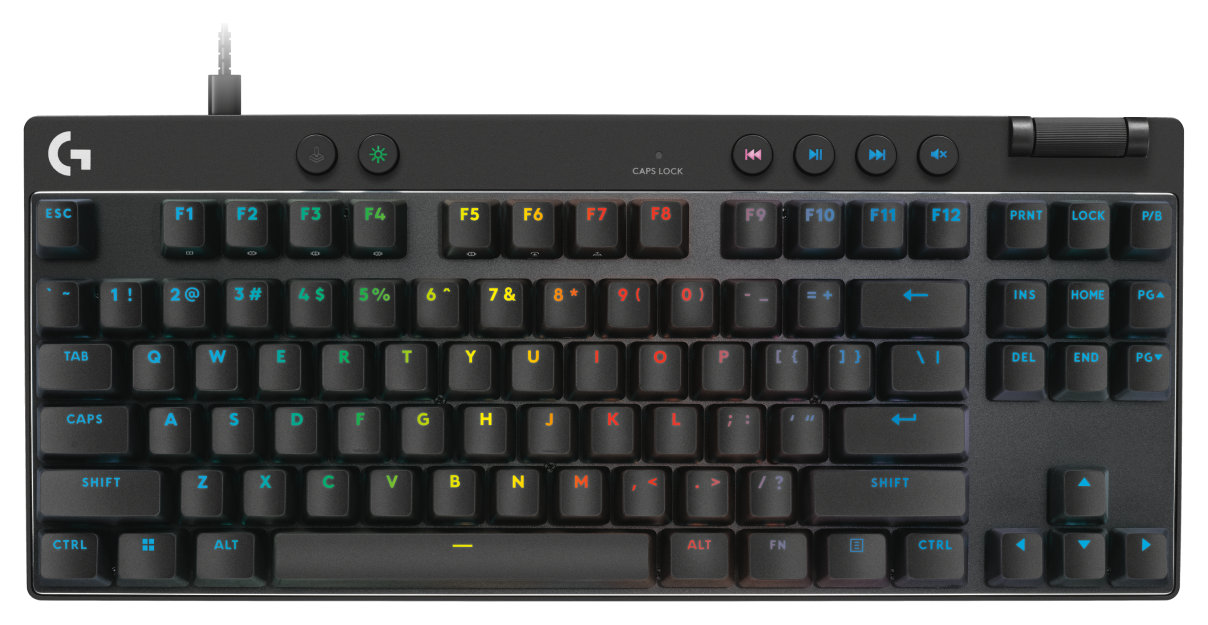 CAPS LOCK
ESC F1 F2 F3 F4 F5 F6 F7 F8 F9 F10 F11 F12 PRNT LOCK P/B
` ~ 1 ! 2 @ 3 # 4 $ 5 % 6 ^ 7 & 8 * 9 ( 0 ) - _ = + ← INS HOME PG▲
TAB Q W E R T Y U I O P [ { ] } \ | DEL END PG▼
CAPS A S D F G H J K L ; : ' “ ↵
SHIFT Z X C V B N M , < . > / ? SHIFT ▲
CTRL ALT — ALT FN CTRL ◀ ▼ ▶